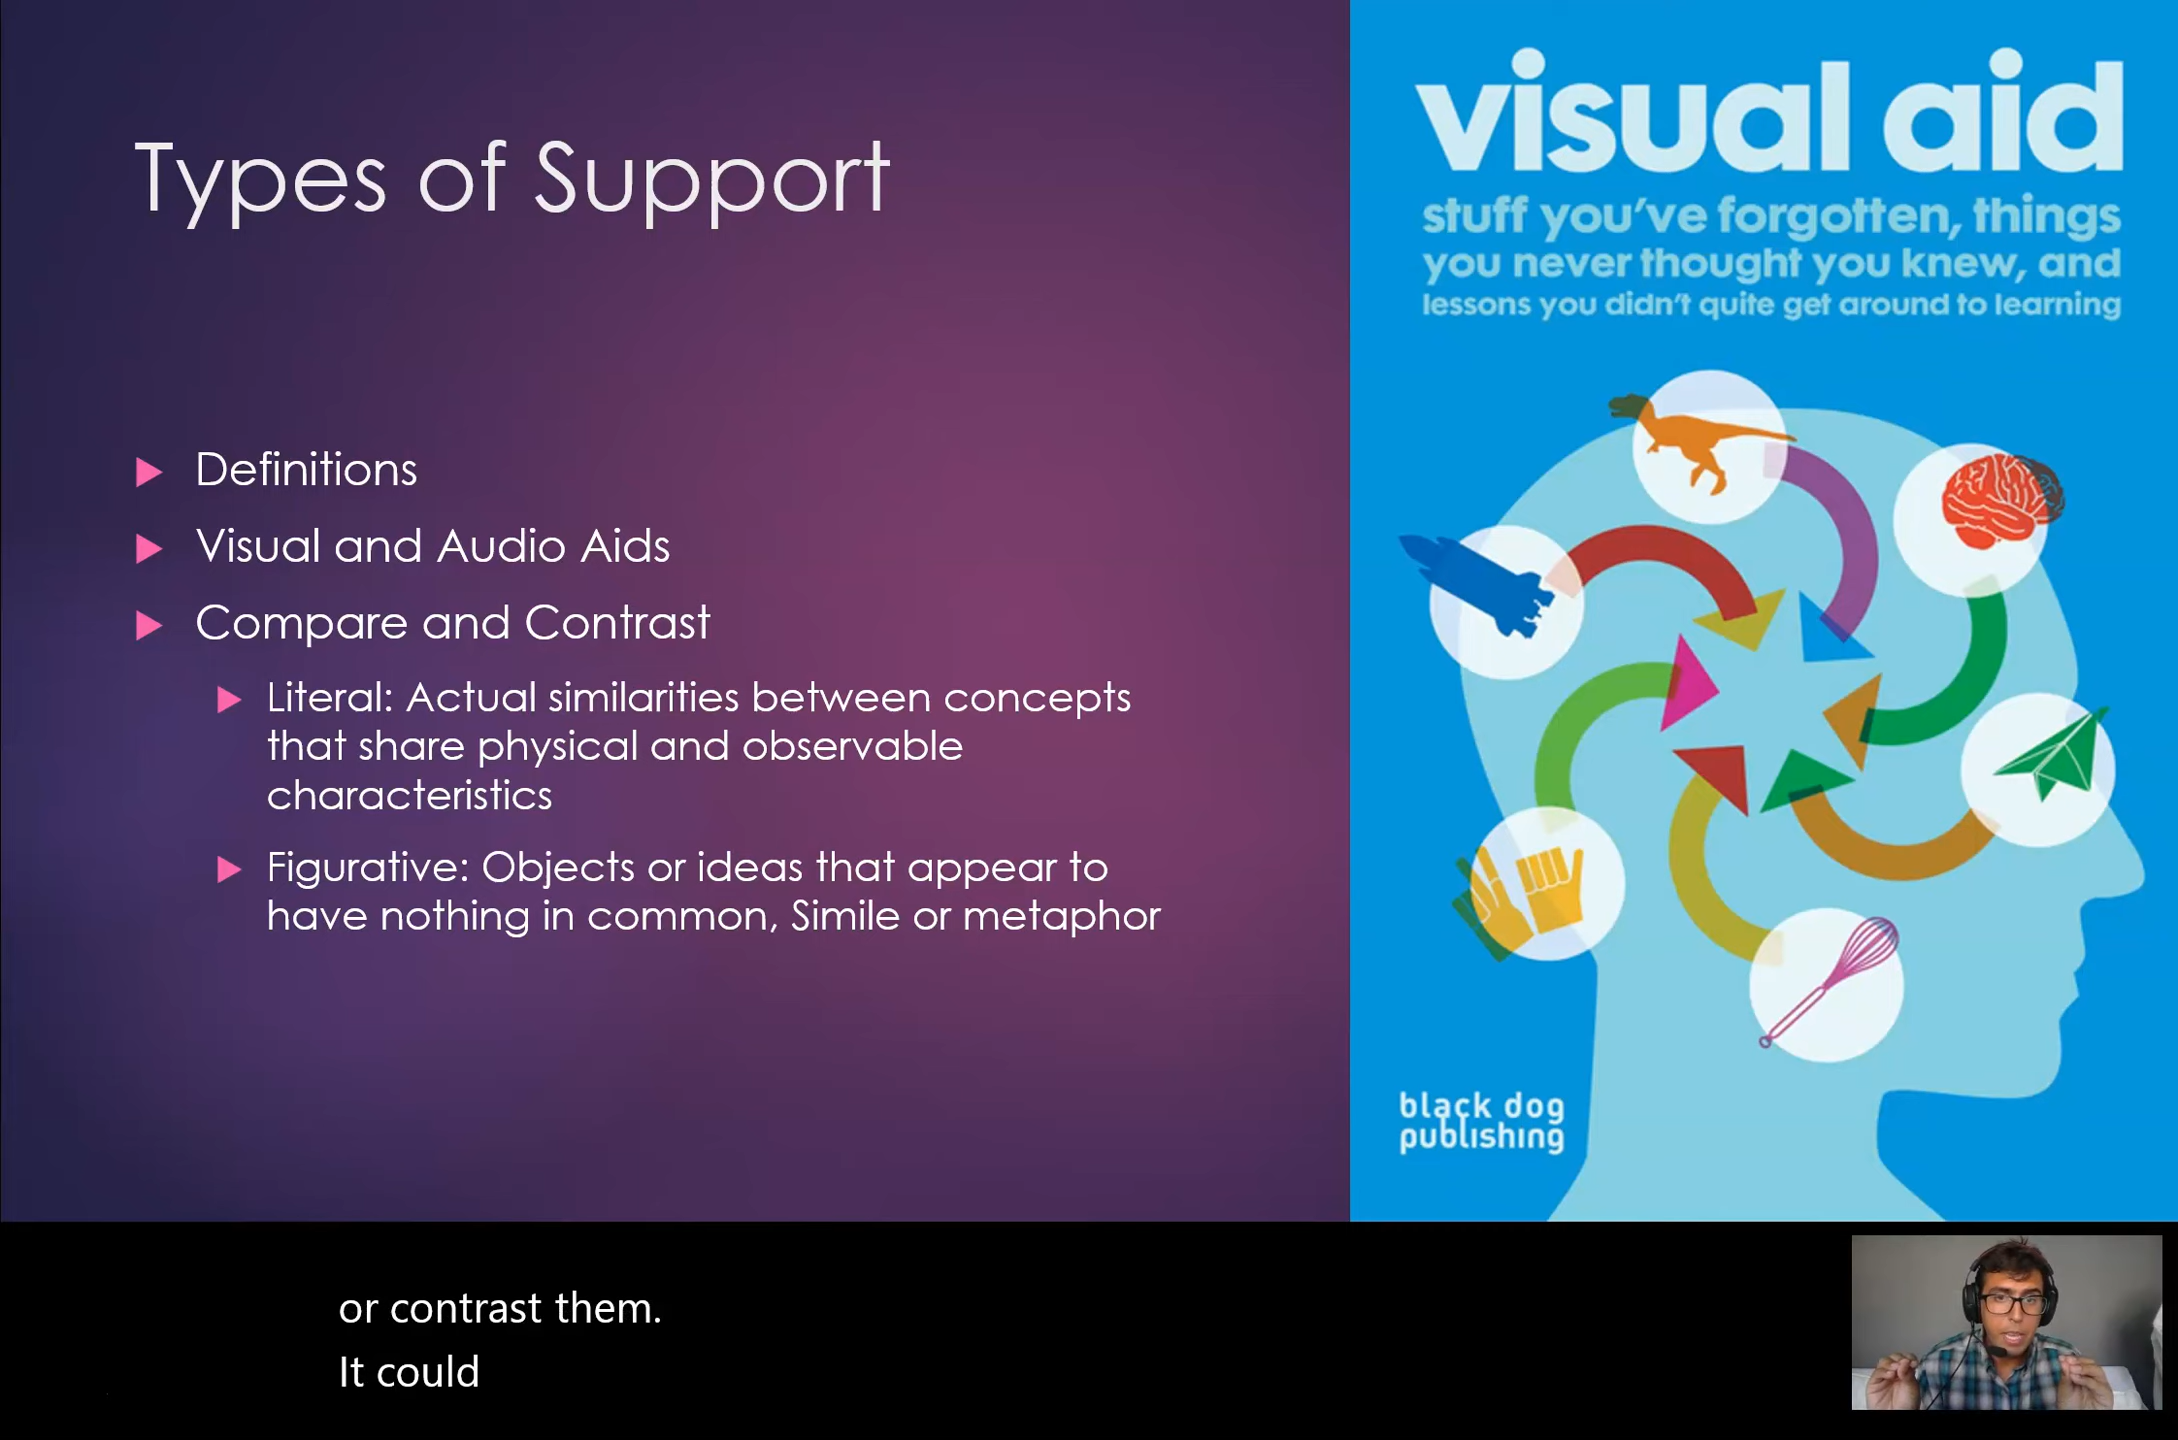 Types of Support
Definitions
Visual and Audio Aids
Compare and Contrast
Literal: Actual similarities between concepts
that share physical and observable
characteristics
Figurative: Objects or ideas that appear to
have nothing in common, Simile or metaphor
visual aid
stuff you've forgotten, things
you never thought you knew, and
lessons you didn't quite get around to learning
black dog
publishing
or contrast them.
It could